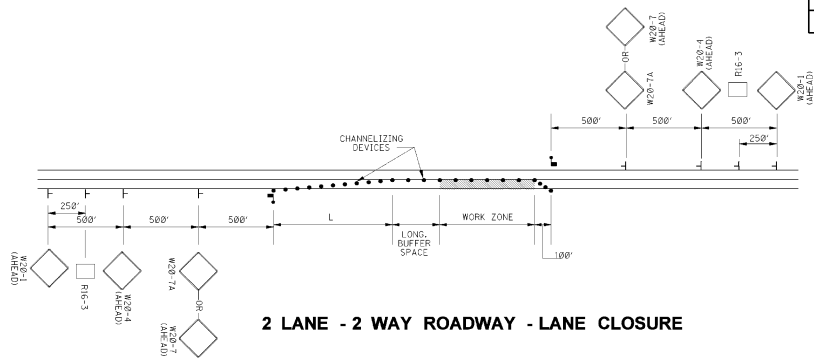 W20-7
(AHEAD)
OR
W20-7A
W20-4
(AHEAD)
R16-3
W20-1
(AHEAD)
500'
500'
500'
250'
CHANNELIZING
DEVICES
250'
500'
500'
500'
L
LONG.
BUFFER
SPACE
WORK ZONE
100'
W20-1
(AHEAD)
R16-3
W20-4
(AHEAD)
W20-7A
OR
W20-7
(AHEAD)
2 LANE - 2 WAY ROADWAY - LANE CLOSURE